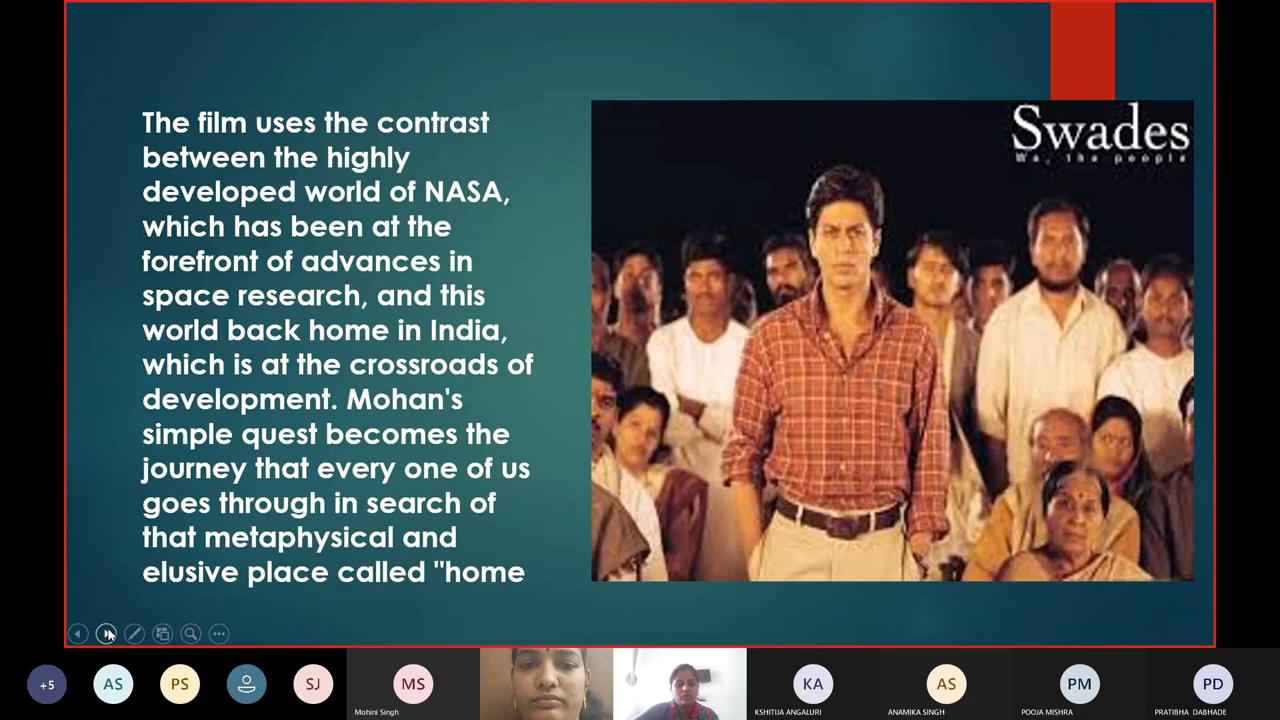 The film uses the contrast
between the highly
developed world of NASA,
which has been at the
forefront of advances in
space research, and this
world back home in India,
which is at the crossroads of
development. Mohan's
simple quest becomes the
journey that every one of us
goes through in search of
that metaphysical and
elusive place called "home
Swades
We, the people
+5
AS
PS
SJ
MS
Mohini Singh
KA
KSHITIJA ANGALURI
AS
ANAMIKA SINGH
PM
POOJA MISHRA
PD
PRATIBHA DABHADE